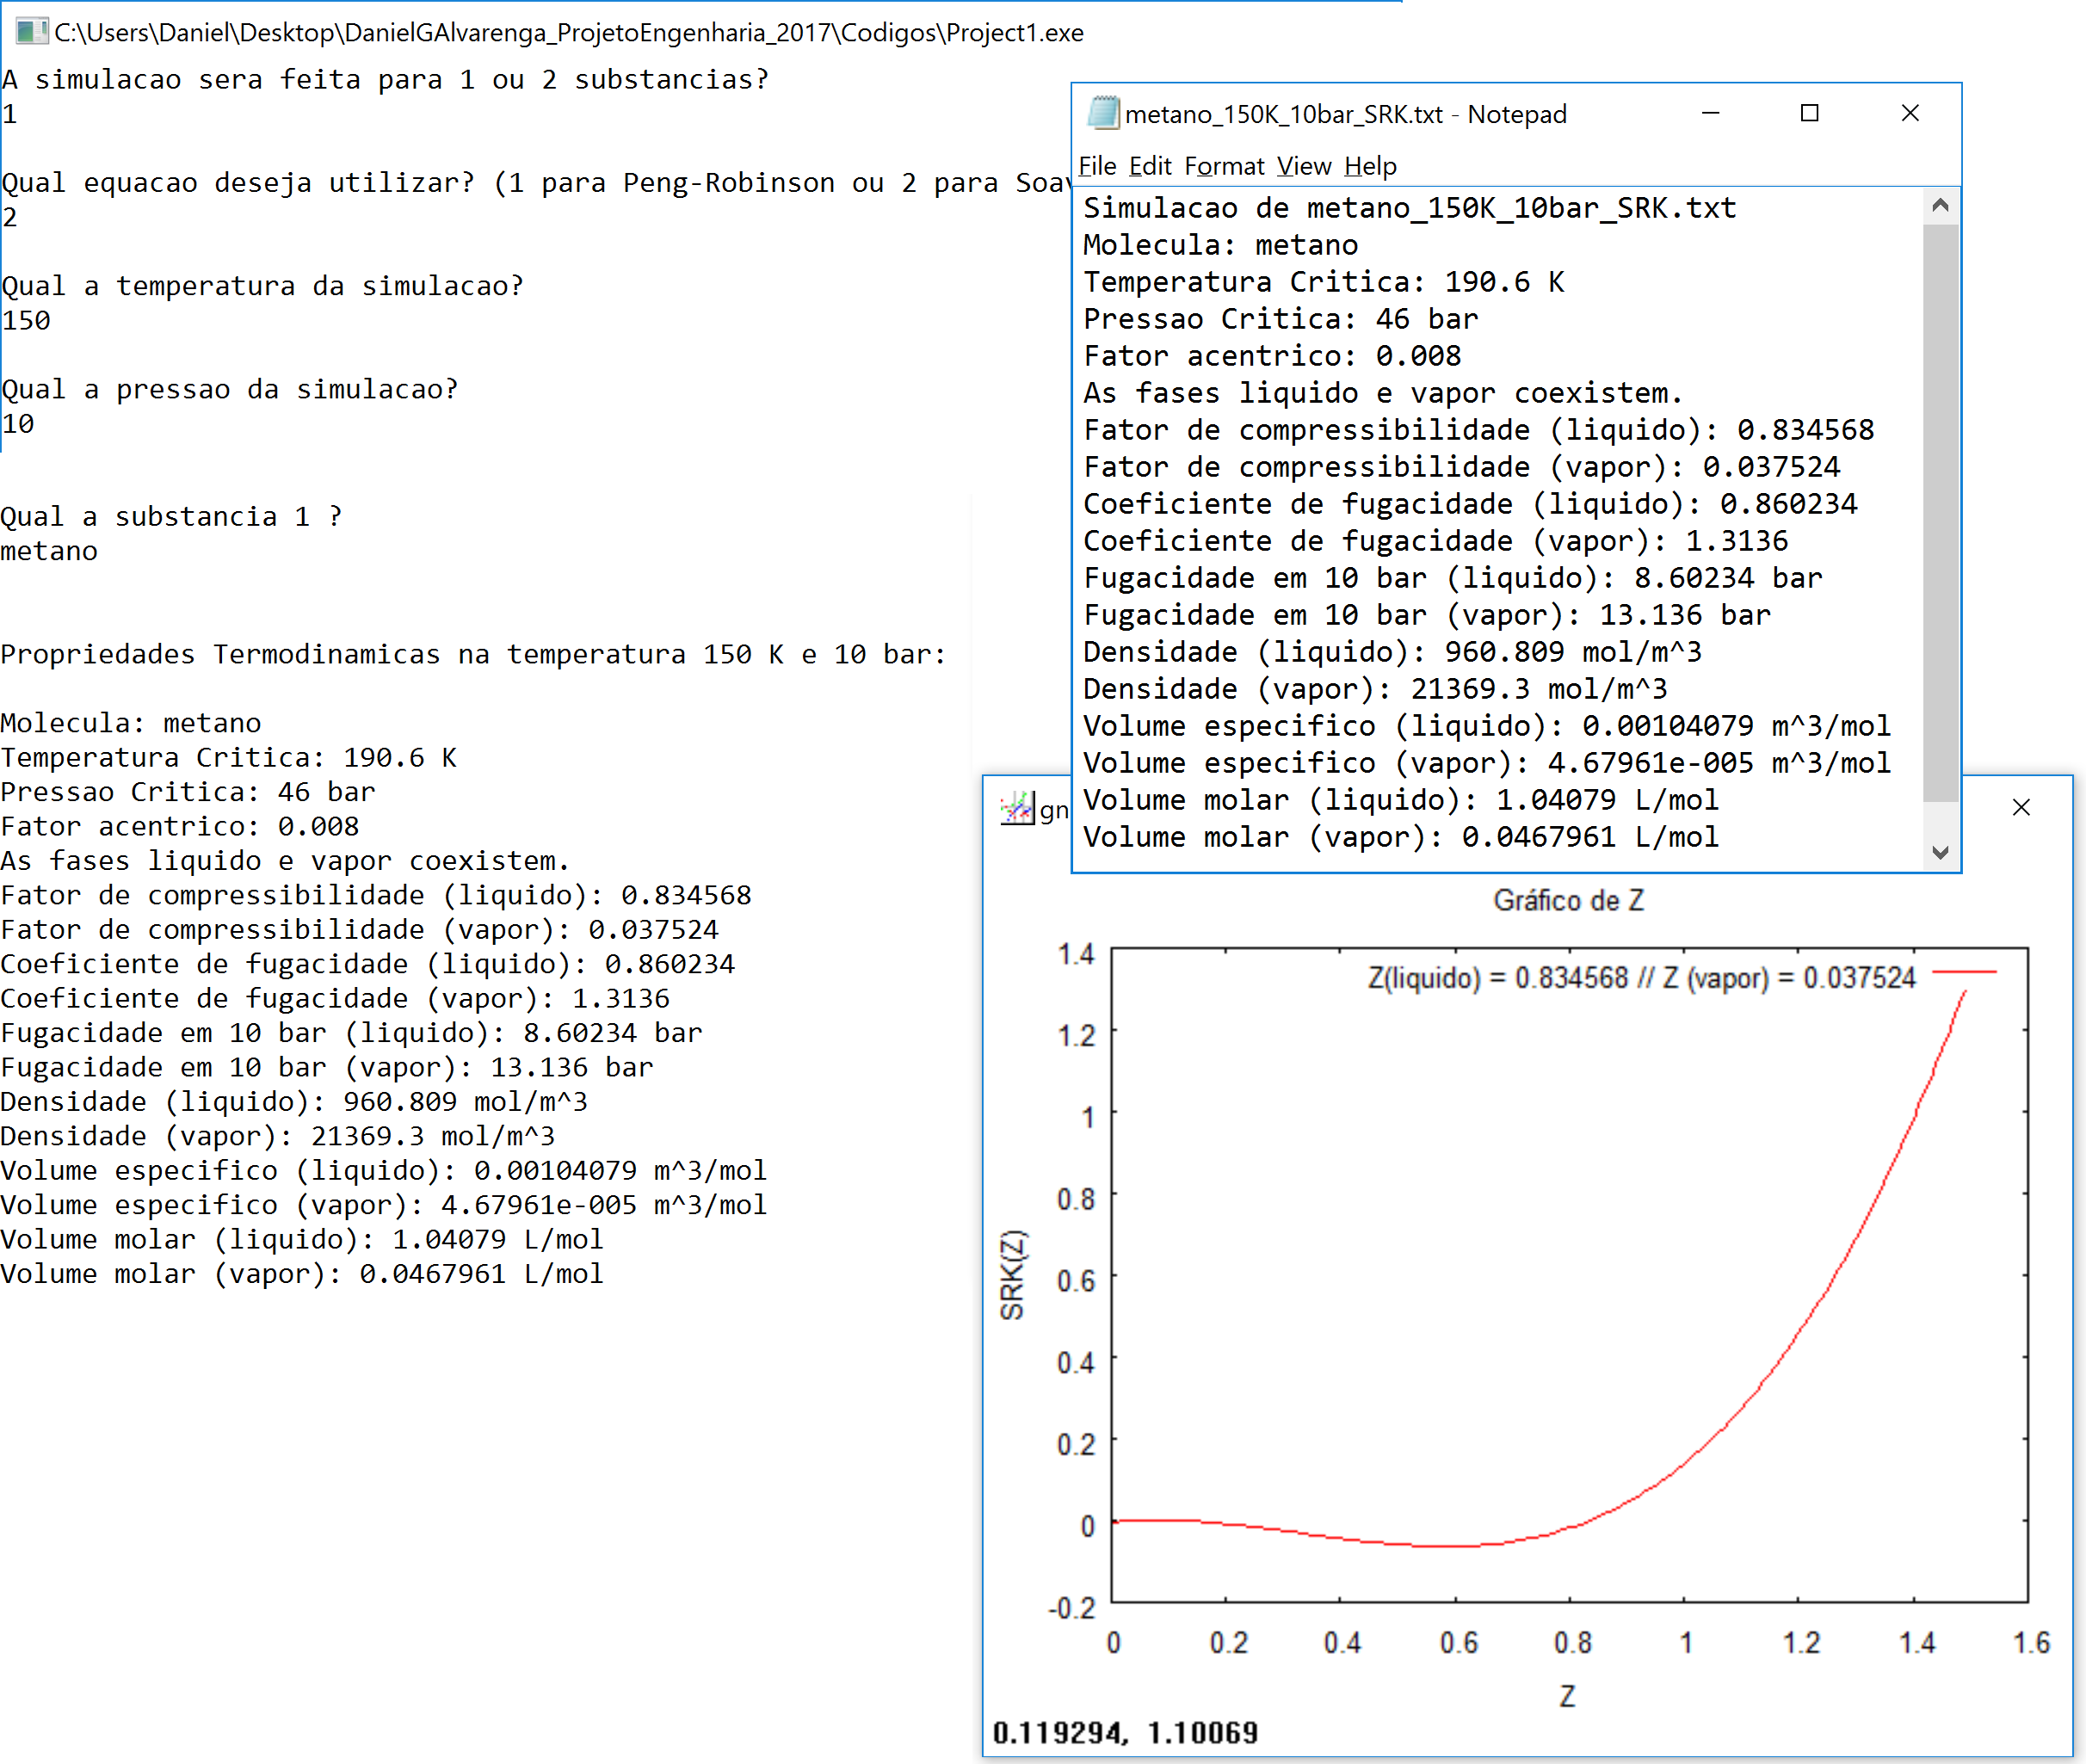 C:\Users\Daniel\Desktop\DanielGAlvarenga_ProjetoEngenharia_2017\Codigos\Project1.exe
A simulacao sera feita para 1 ou 2 substancias?
1
Qual equacao deseja utilizar? (1 para Peng-Robinson ou 2 para Soav
2
Qual a temperatura da simulacao?
150
Qual a pressao da simulacao?
10
Qual a substancia 1 ?
metano
Propriedades Termodinamicas na temperatura 150 K e 10 bar:
Molecula: metano
Temperatura Critica: 190.6 K
Pressao Critica: 46 bar
Fator acentrico: 0.008
As fases liquido e vapor coexistem.
Fator de compressibilidade (liquido): 0.834568
Fator de compressibilidade (vapor): 0.037524
Coeficiente de fugacidade (liquido): 0.860234
Coeficiente de fugacidade (vapor): 1.3136
Fugacidade em 10 bar (liquido): 8.60234 bar
Fugacidade em 10 bar (vapor): 13.136 bar
Densidade (liquido): 960.809 mol/m^3
Densidade (vapor): 21369.3 mol/m^3
Volume especifico (liquido): 0.00104079 m^3/mol
Volume especifico (vapor): 4.67961e-005 m^3/mol
Volume molar (liquido): 1.04079 L/mol
Volume molar (vapor): 0.0467961 L/mol
metano_150K_10bar_SRK.txt - Notepad
File Edit Format View Help
Simulacao de metano_150K_10bar_SRK.txt
Molecula: metano
Temperatura Critica: 190.6 K
Pressao Critica: 46 bar
Fator acentrico: 0.008
As fases liquido e vapor coexistem.
Fator de compressibilidade (liquido): 0.834568
Fator de compressibilidade (vapor): 0.037524
Coeficiente de fugacidade (liquido): 0.860234
Coeficiente de fugacidade (vapor): 1.3136
Fugacidade em 10 bar (liquido): 8.60234 bar
Fugacidade em 10 bar (vapor): 13.136 bar
Densidade (liquido): 960.809 mol/m^3
Densidade (vapor): 21369.3 mol/m^3
Volume especifico (liquido): 0.00104079 m^3/mol
Volume especifico (vapor): 4.67961e-005 m^3/mol
Volume molar (liquido): 1.04079 L/mol
Volume molar (vapor): 0.0467961 L/mol
gn
Gráfico de Z
Z(liquido) = 0.834568 // Z (vapor) = 0.037524
1.4
1.2
1
0.8
0.6
0.4
0.2
0
-0.2
SRK(Z)
0 0.2 0.4 0.6 0.8 1 1.2 1.4 1.6
Z
0.119294, 1.10069